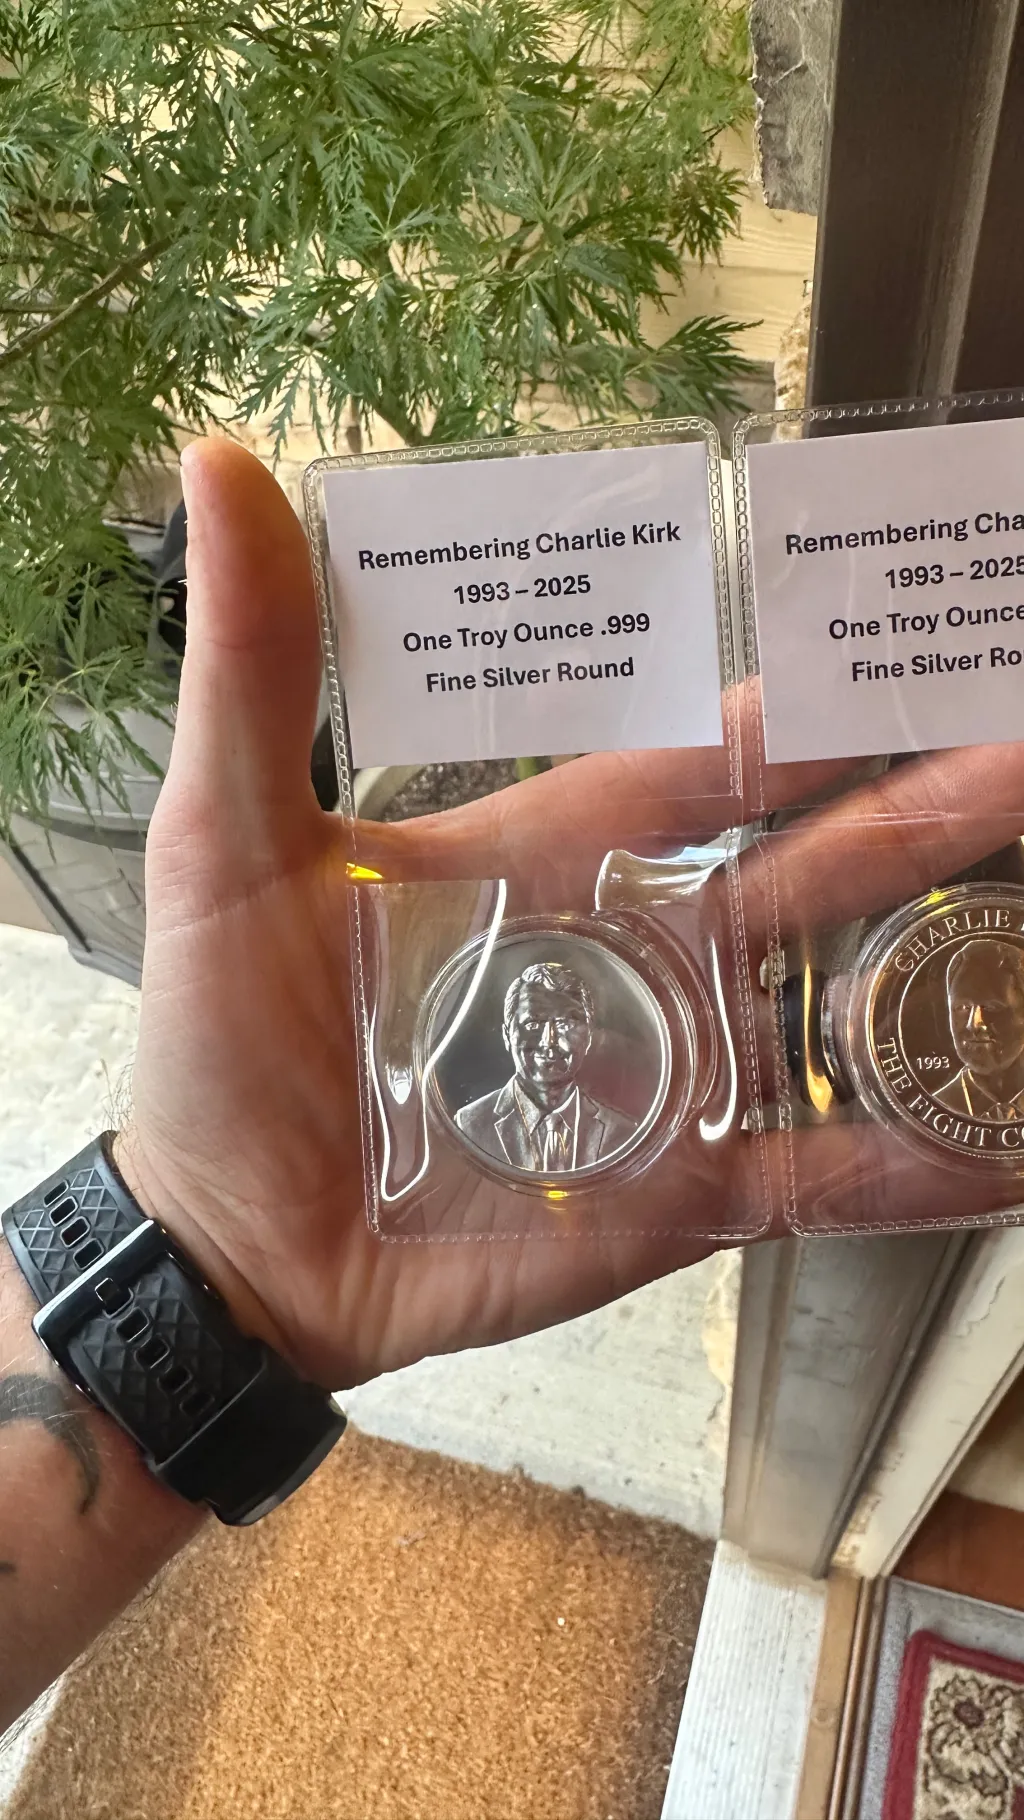 Remembering Charlie Kirk
1993 – 2025
One Troy Ounce .999
Fine Silver Round
Remembering Cha
1993 – 2025
One Troy Ounce
Fine Silver Ro
CHARLIE
1993
THE FIGHT CO